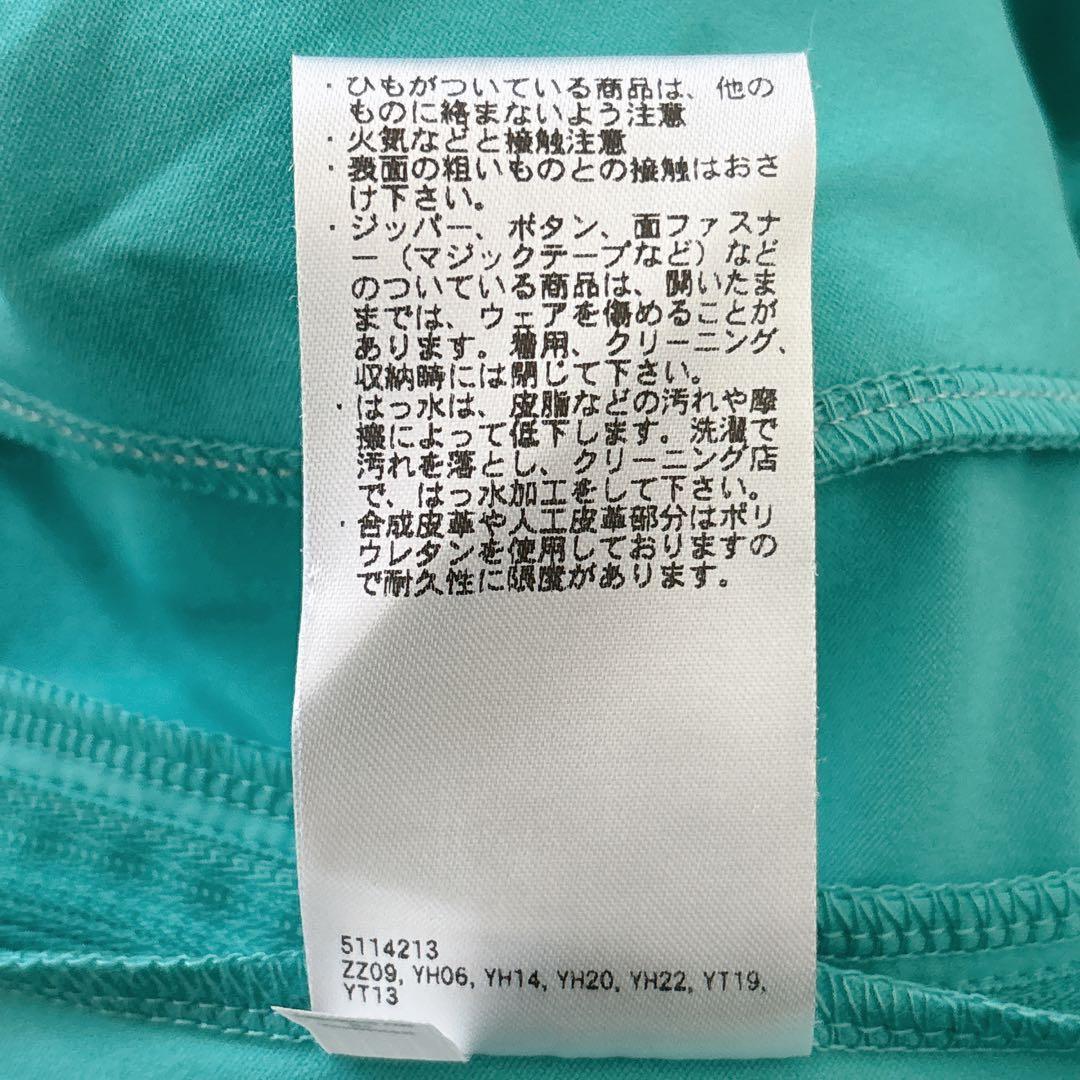 ・ひもがついている商品は、他の
ものに絡まないよう注意
・火気などと接触注意
・表面の粗いものとの接触はおさ
け下さい。
・ジッパー、ボタン、面ファスナ
ー（マジックテープなど）など
のついている商品は、開いたま
までは、ウェアを傷めることが
あります。着用、クリーニング、
収納時には閉じて下さい。
・はっ水は、皮脂などの汚れや摩
擦によって低下します。洗濯で
汚れを落とし、クリーニング店
で、はっ水加工をして下さい。
・合成皮革や人工皮革部分はポリ
ウレタンを使用しておりますの
で耐久性に限度があります。
5114213
ZZ09, YH06, YH14, YH20, YH22, YT19,
YT13